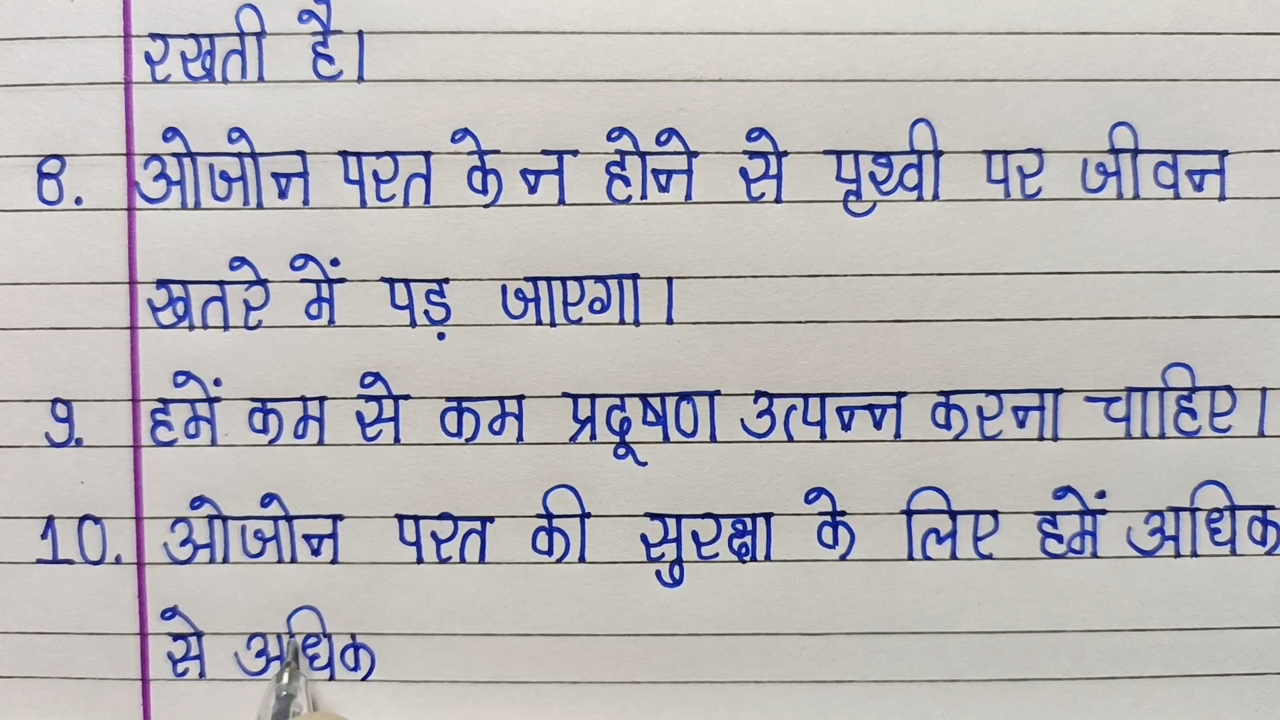 रखती है।
8. ओजोन परत के न होने से पृथ्वी पर जीवन
खतरे में पड़ जाएगा।
9. हमें कम से कम प्रदूषण उत्पन्न करना चाहिए।
10. ओजोन परत की सुरक्षा के लिए हमें अधिक
से अधिक